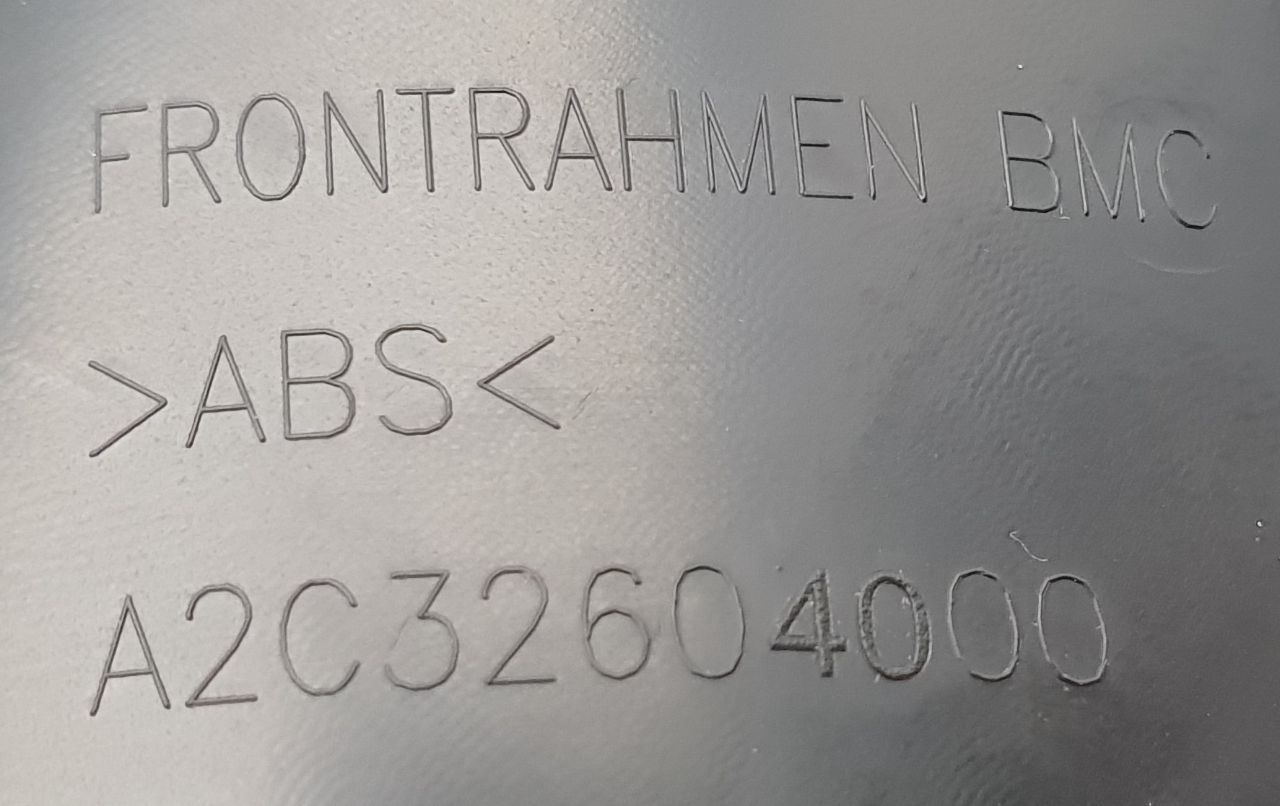 FRONTRAHMEN BMC
>ABS<
A2C32604000